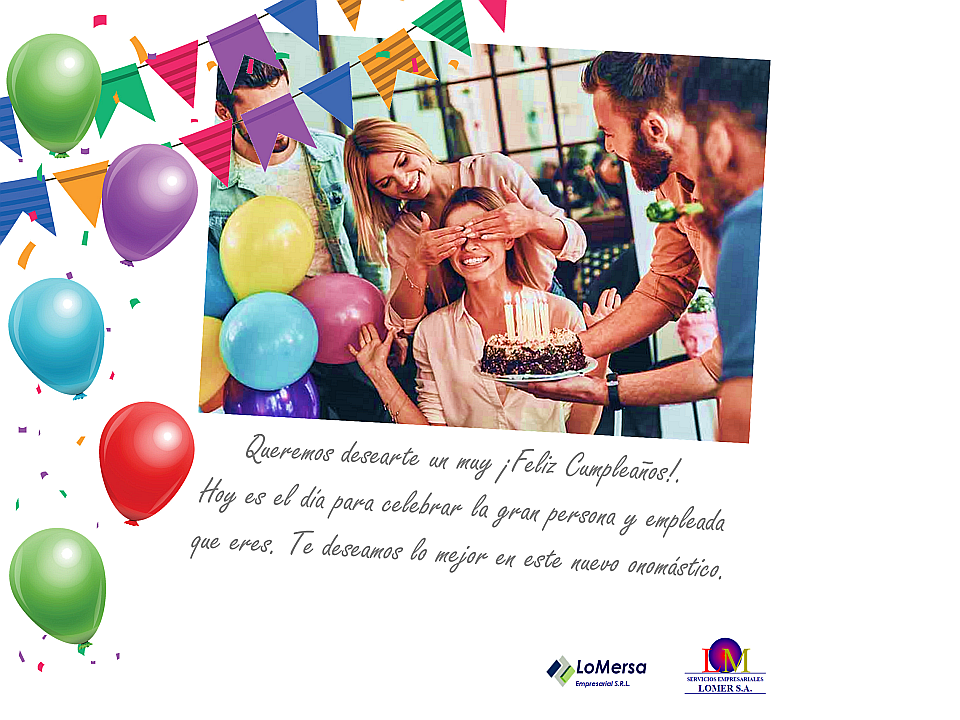 Queremos desearte un muy ¡Feliz Cumpleaños!.
Hoy es el día para celebrar la gran persona y empleada
que eres. Te deseamos lo mejor en este nuevo onomástico.
LoMersa
Empresarial S.R.L.
LM
SERVICIOS EMPRESARIALES
LOMER S.A.